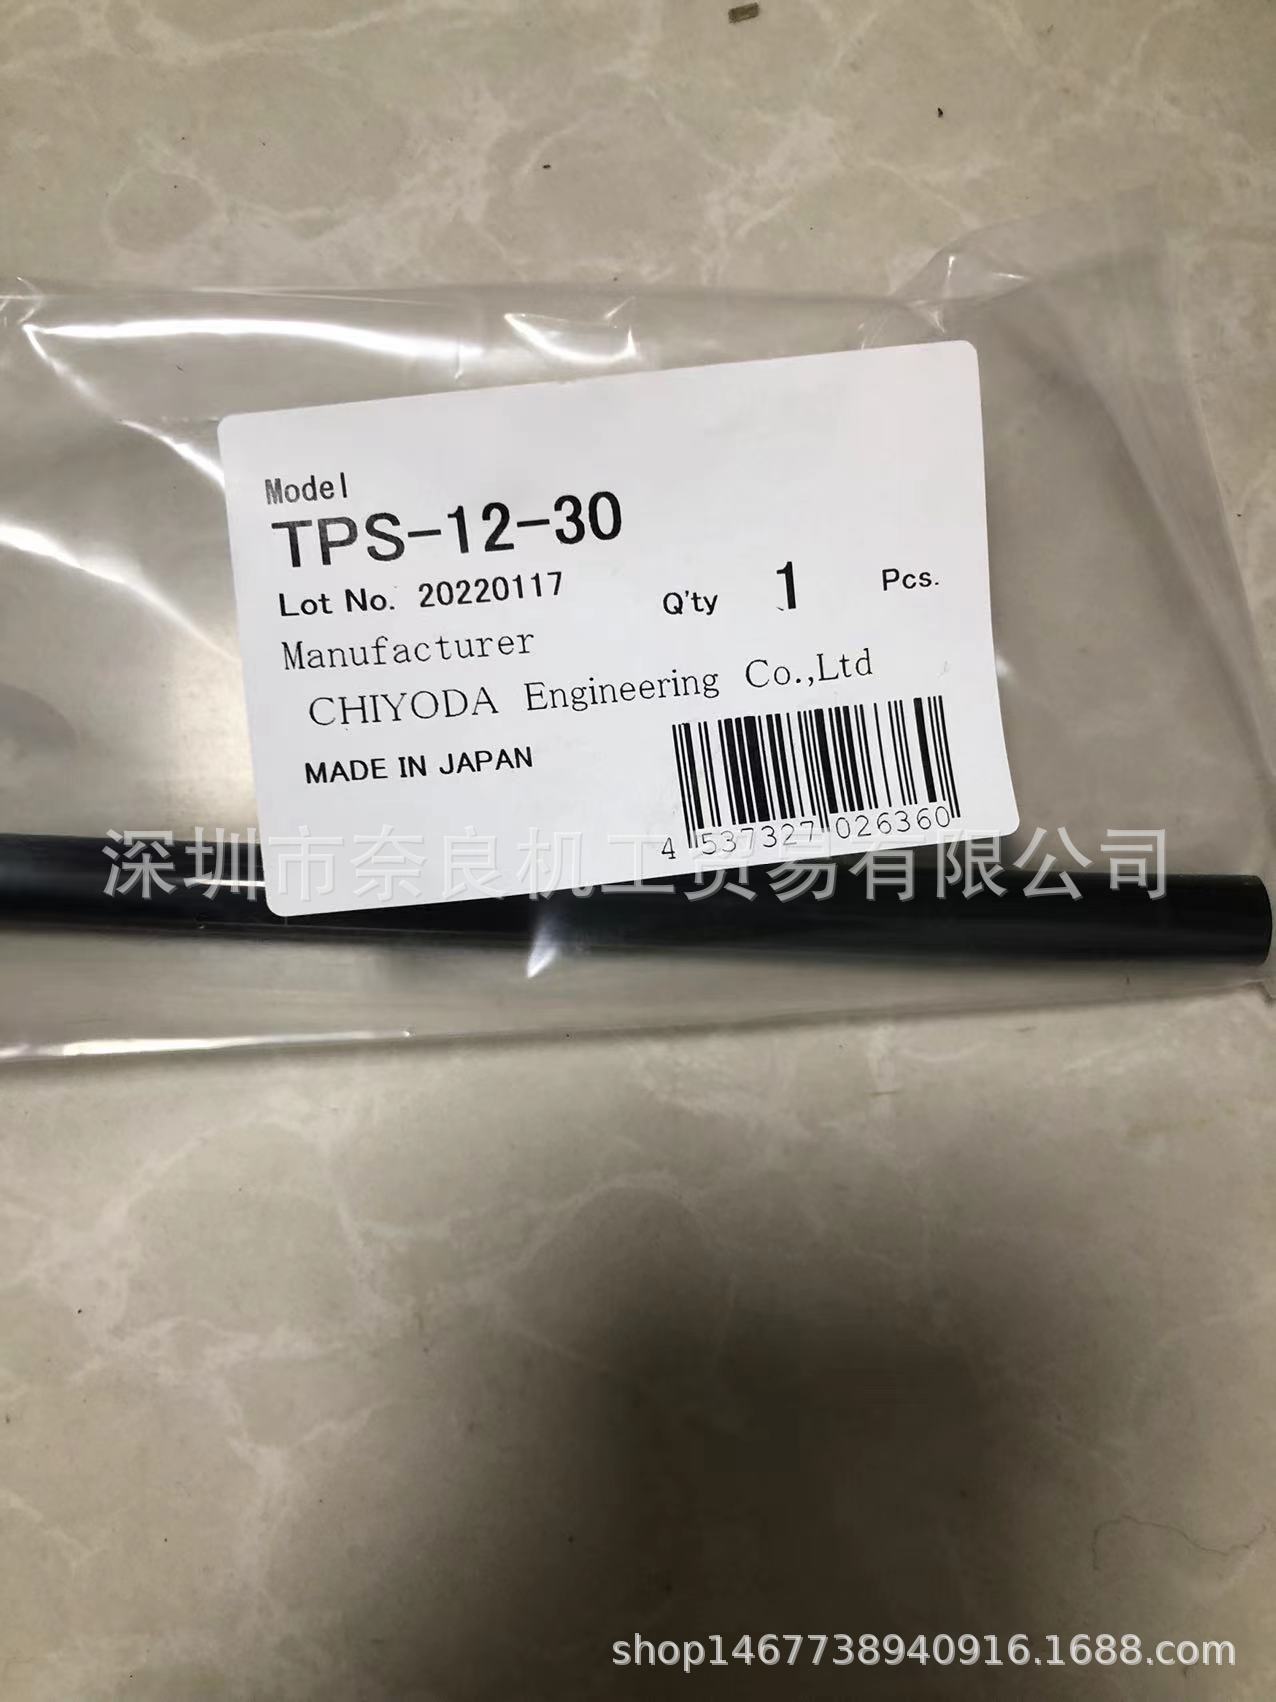 Model
TPS-12-30
Lot No. 20220117 Q'ty 1 Pcs.
Manufacturer
CHIYODA Engineering Co.,Ltd
MADE IN JAPAN
4 537327 026360
深圳市奈良机工贸易有限公司
shop1467738940916.1688.com